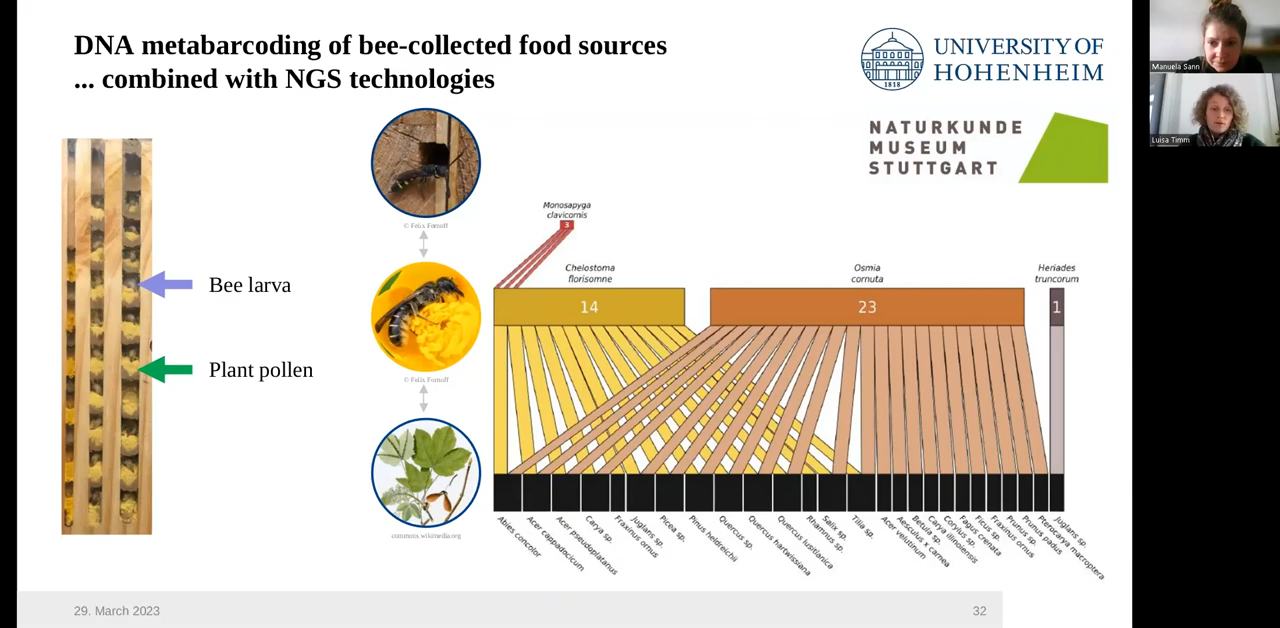 DNA metabarcoding of bee-collected food sources
... combined with NGS technologies
UNIVERSITY OF
HOHENHEIM
1818
NATURKUNDE
MUSEUM
STUTTGART
Manuela Sann
Luisa Timm
Bee larva
Plant pollen
© Felix Fornoff
© Felix Fornoff
commons.wikimedia.org
Monosapyga
clavicornis
3
Chelostoma
florisomne
14
Osmia
cornuta
23
Heriades
truncorum
1
Abies concolor
Acer cappadocicum
Acer pseudoplatanus
Carya sp.
Fraxinus ornus
Juglans sp.
Picea sp.
Pinus heldreichii
Quercus sp.
Quercus hartwissiana
Quercus lusitanica
Rhamnus sp.
Salix sp.
Tilia sp.
Acer velutinum
Aesculus x carnea
Betula sp.
Carya illinoiensis
Corylus sp.
Fagus crenata
Ficus sp.
Fraxinus ornus
Prunus sp.
Prunus padus
Pterocarya macroptera
Juglans sp.
29. March 2023
32